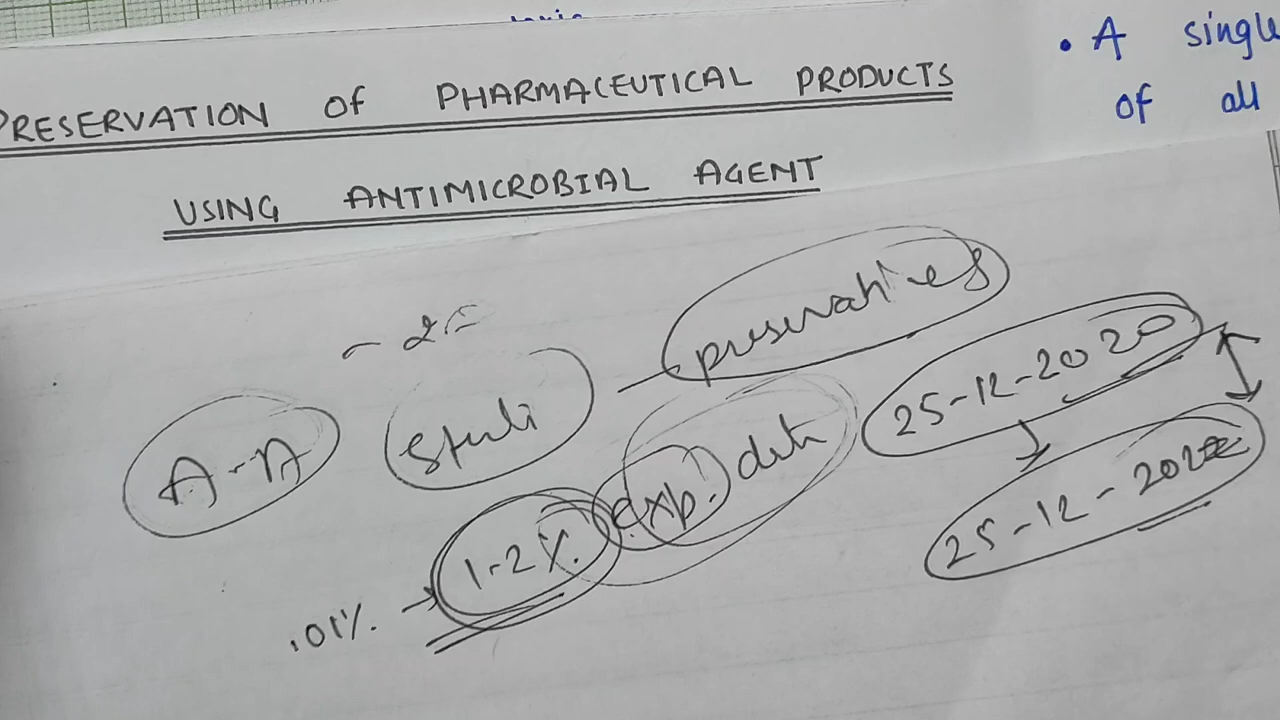 PRESERVATION Of PHARMACEUTICAL PRODUCTS
USING ANTIMICROBIAL AGENT
• A single
of all
preservatives
A-A
25-12-2020
1-2%. exp. date
25-12-202
.01%.